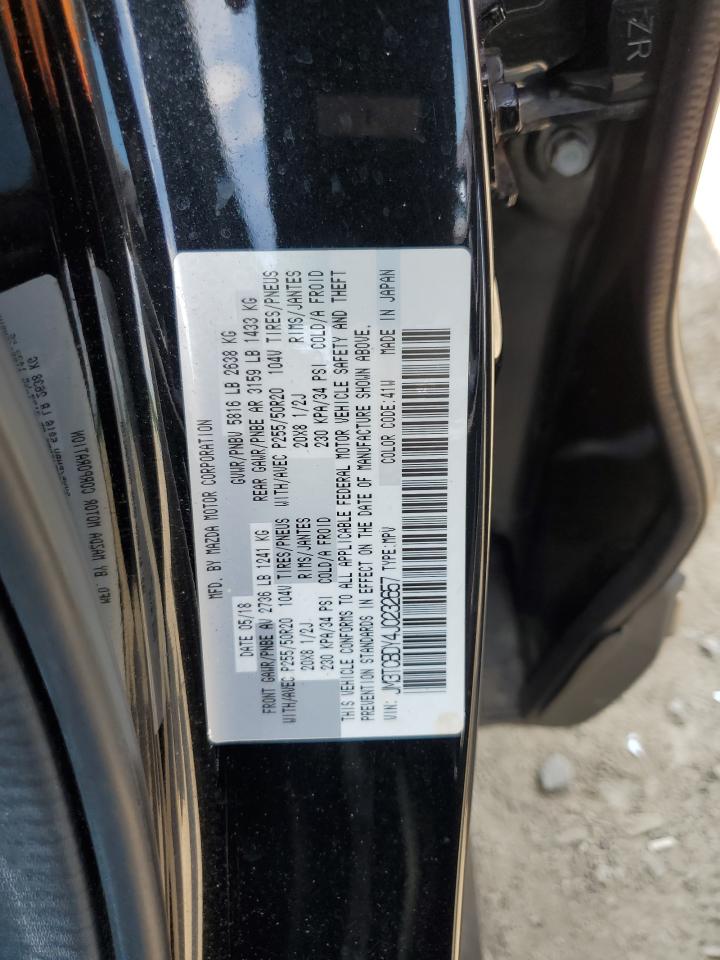 MFD. BY MAZDA MOTOR CORPORATION
DATE 05/18 GVWR/PNBV 5816 LB 2638 KG
FRONT GAWR/PNBE AV 2736 LB 1241 KG REAR GAWR/PNBE AR 3159 LB 1433 KG
WITH/AVEC P255/50R20 104V TIRES/PNEUS WITH/AVEC P255/50R20 104V TIRES/PNEUS
20X8 1/2J RIMS/JANTES 20X8 1/2J RIMS/JANTES
230 KPA/34 PSI COLD/A FROID 230 KPA/34 PSI COLD/A FROID
THIS VEHICLE CONFORMS TO ALL APPLICABLE FEDERAL MOTOR VEHICLE SAFETY AND THEFT
PREVENTION STANDARDS IN EFFECT ON THE DATE OF MANUFACTURE SHOWN ABOVE.
VIN: JM3TCBDY4J0232657 TYPE:MPV COLOR CODE:41W MADE IN JAPAN